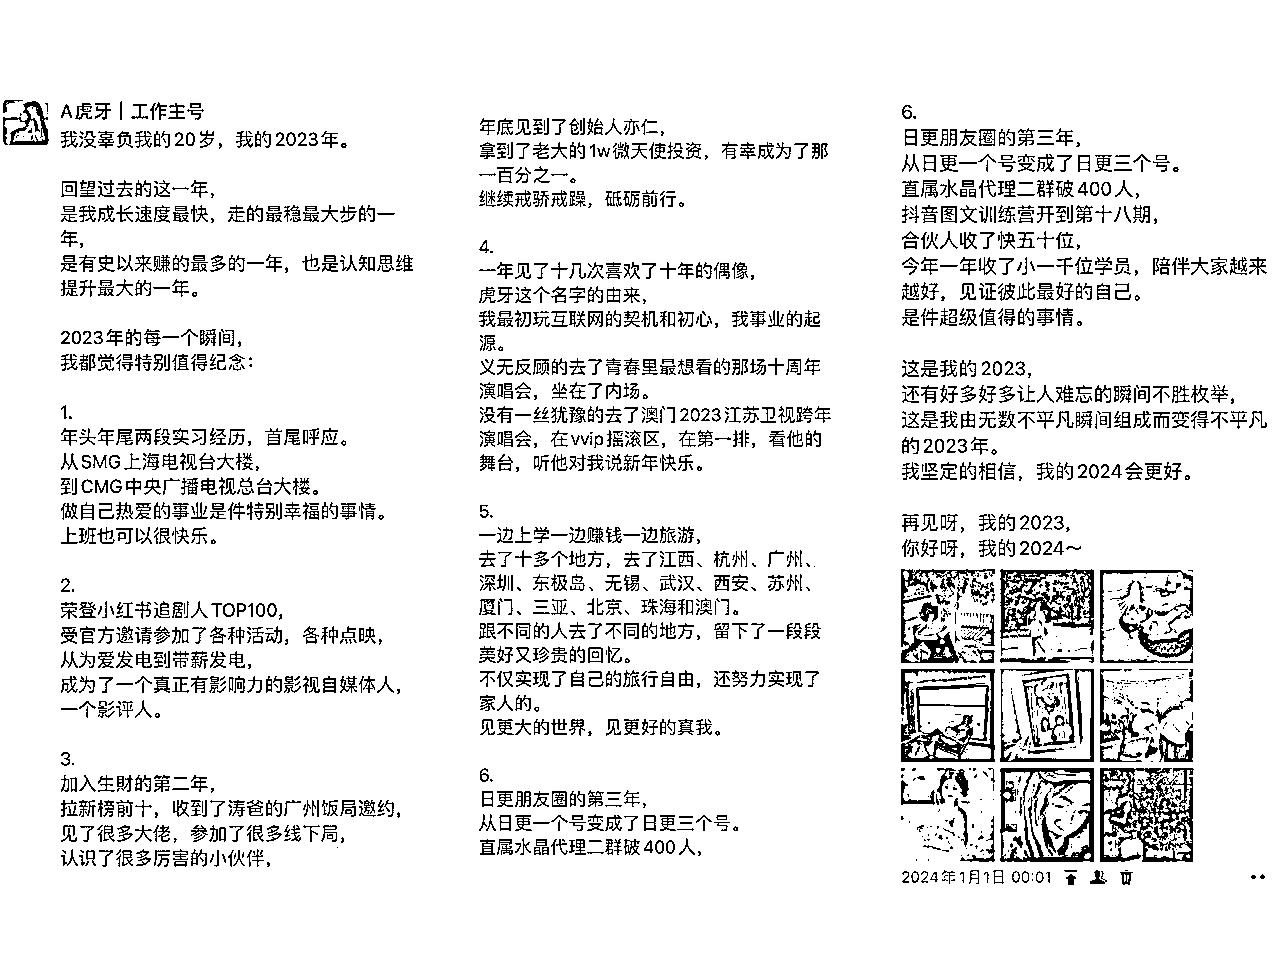 A虎牙 | 工作主号
我没辜负我的20岁，我的2023年。
回望过去的这一年，
是我成长速度最快，走的最稳最大步的一
年，
是有史以来赚的最多的一年，也是认知思维
提升最大的一年。
2023年的每一个瞬间，
我都觉得特别值得纪念：
1.
年头年尾两段实习经历，首尾呼应。
从SMG上海电视台大楼，
到CMG中央广播电视总台大楼。
做自己热爱的事业是件特别幸福的事情。
上班也可以很快乐。
2.
荣登小红书追剧人TOP100，
受官方邀请参加了各种活动，各种点映，
从为爱发电到带薪发电，
成为了一个真正有影响力的影视自媒体人，
一个影评人。
3.
加入生财的第二年，
拉新榜前十，收到了涛爸的广州饭局邀约，
见了很多大佬，参加了很多线下局，
认识了很多厉害的小伙伴，
年底见到了创始人亦仁，
拿到了老大的1w微天使投资，有幸成为了那
一百分之一。
继续戒骄戒躁，砥砺前行。
4.
一年见了十几次喜欢了十年的偶像，
虎牙这个名字的由来，
我最初玩互联网的契机和初心，我事业的起
源。
义无反顾的去了青春里最想看的那场十周年
演唱会，坐在了内场。
没有一丝犹豫的去了澳门2023江苏卫视跨年
演唱会，在vvip摇滚区，在第一排，看他的
舞台，听他对我说新年快乐。
5.
一边上学一边赚钱一边旅游，
去了十多个地方，去了江西、杭州、广州、
深圳、东极岛、无锡、武汉、西安、苏州、
厦门、三亚、北京、珠海和澳门。
跟不同的人去了不同的地方，留下了一段段
美好又珍贵的回忆。
不仅实现了自己的旅行自由，还努力实现了
家人的。
见更大的世界，见更好的真我。
6.
日更朋友圈的第三年，
从日更一个号变成了日更三个号。
直属水晶代理二群破400人，
6.
日更朋友圈的第三年，
从日更一个号变成了日更三个号。
直属水晶代理二群破400人，
抖音图文训练营开到第十八期，
合伙人收了快五十位，
今年一年收了小一千位学员，陪伴大家越来
越好，见证彼此最好的自己。
是件超级值得的事情。
这是我的2023，
还有好多好多让人难忘的瞬间不胜枚举，
这是我由无数不平凡瞬间组成而变得不平凡
的2023年。
我坚定的相信，我的2024会更好。
再见呀，我的2023，
你好呀，我的2024～
2024年1月1日 00:01